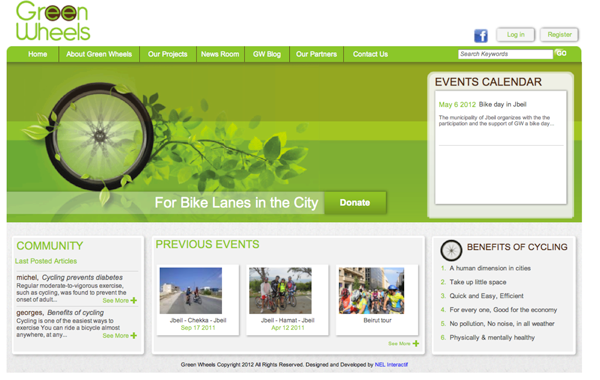 Green
Wheels
f
Log in
Register
Home
About Green Wheels
Our Projects
News Room
GW Blog
Our Partners
Contact Us
Search Keywords
GO
EVENTS CALENDAR
May 6 2012 Bike day in Jbeil
The municipality of Jbeil organizes with the the
participation and the support of GW a bike day...
For Bike Lanes in the City
Donate
COMMUNITY
Last Posted Articles
michel, Cycling prevents diabetes
Regular moderate-to-vigorous exercise,
such as cycling, was found to prevent the
onset of adult...
See More
georges, Benefits of cycling
Cycling is one of the easiest ways to
exercise You can ride a bicycle almost
anywhere, at any...
See More
PREVIOUS EVENTS
Jbeil - Chekka - Jbeil
Sep 17 2011
Jbeil - Hamat - Jbeil
Apr 12 2011
Beirut tour
See more
BENEFITS OF CYCLING
1. A human dimension in cities
2. Take up little space
3. Quick and Easy, Efficient
4. For every one, Good for the economy
5. No pollution, No noise, in all weather
6. Physically & mentally healthy
Green Wheels Copyright 2012 All Rights Reserved. Designed and Developed by NEL Interactif